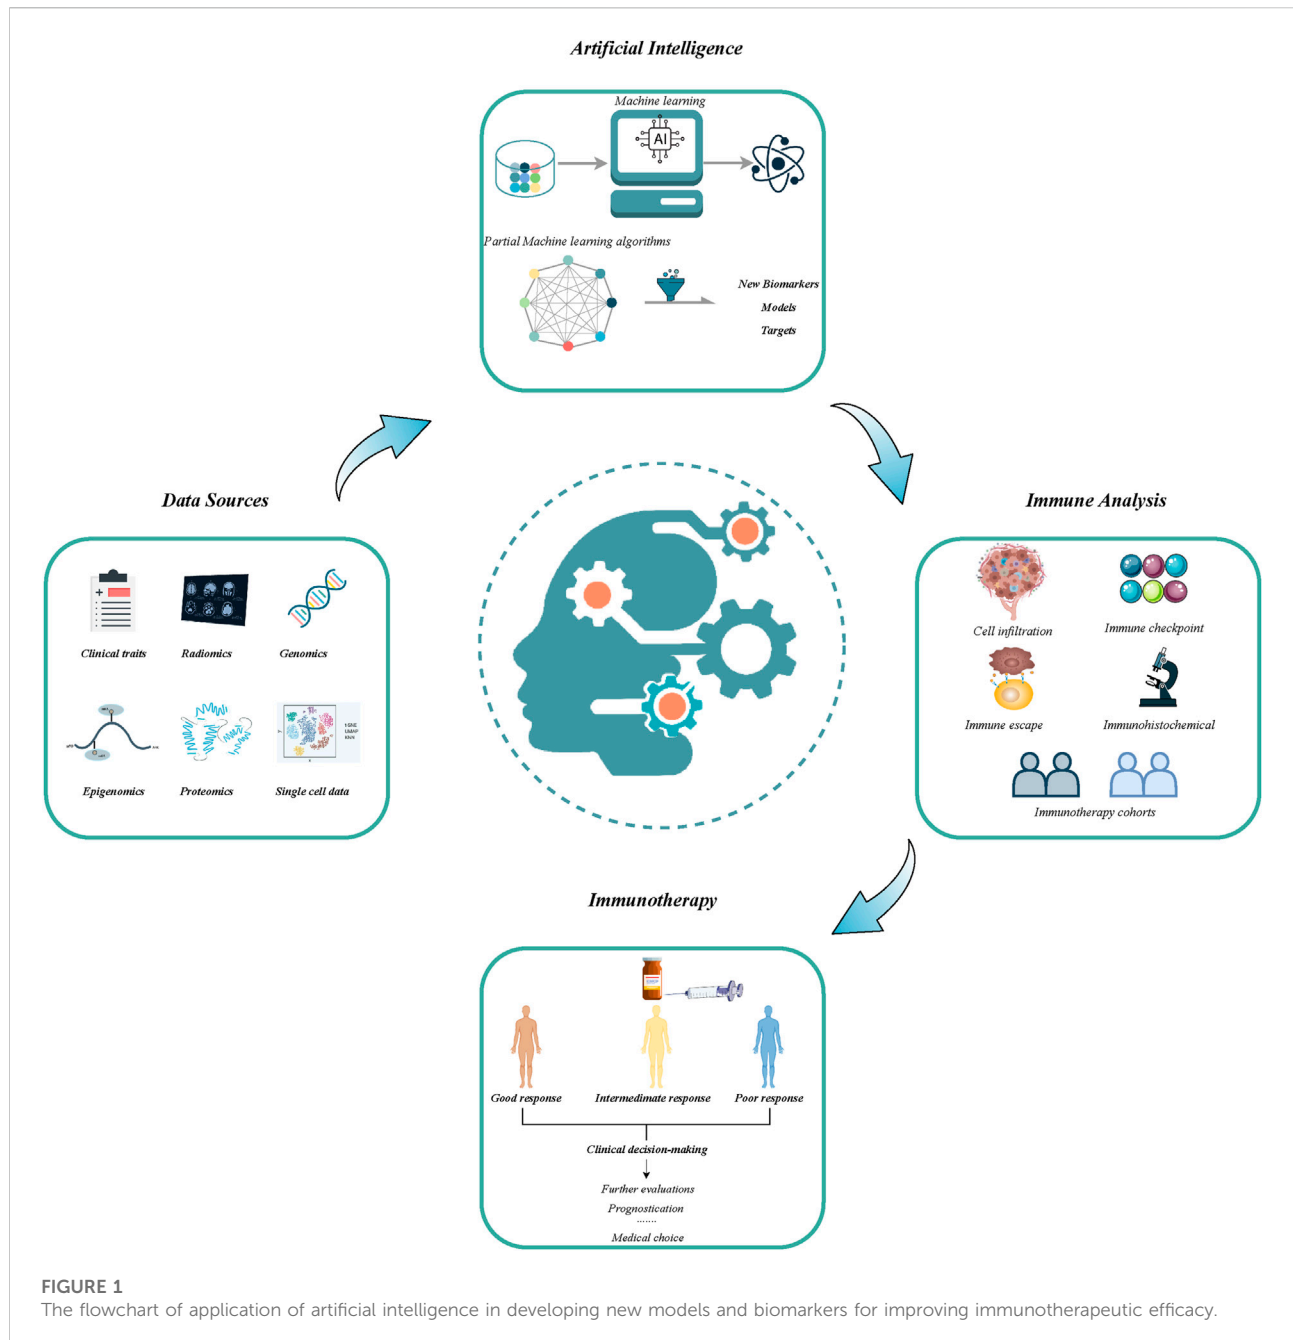 Artificial Intelligence
Machine learning
AI
Partial Machine learning algorithms
New Biomarkers
Models
Targets
Data Sources
Clinical traits
Radiomics
Genomics
t-SNE
UMAP
KNN
Epigenomics
Proteomics
Single cell data
Immune Analysis
Cell infiltration
Immune checkpoint
Immune escape
Immunohistochemical
Immunotherapy cohorts
Immunotherapy
Good response
Intermedimate response
Poor response
Clinical decision-making
Further evaluations
Prognostication
.......
Medical choice
FIGURE 1
The flowchart of application of artificial intelligence in developing new models and biomarkers for improving immunotherapeutic efficacy.